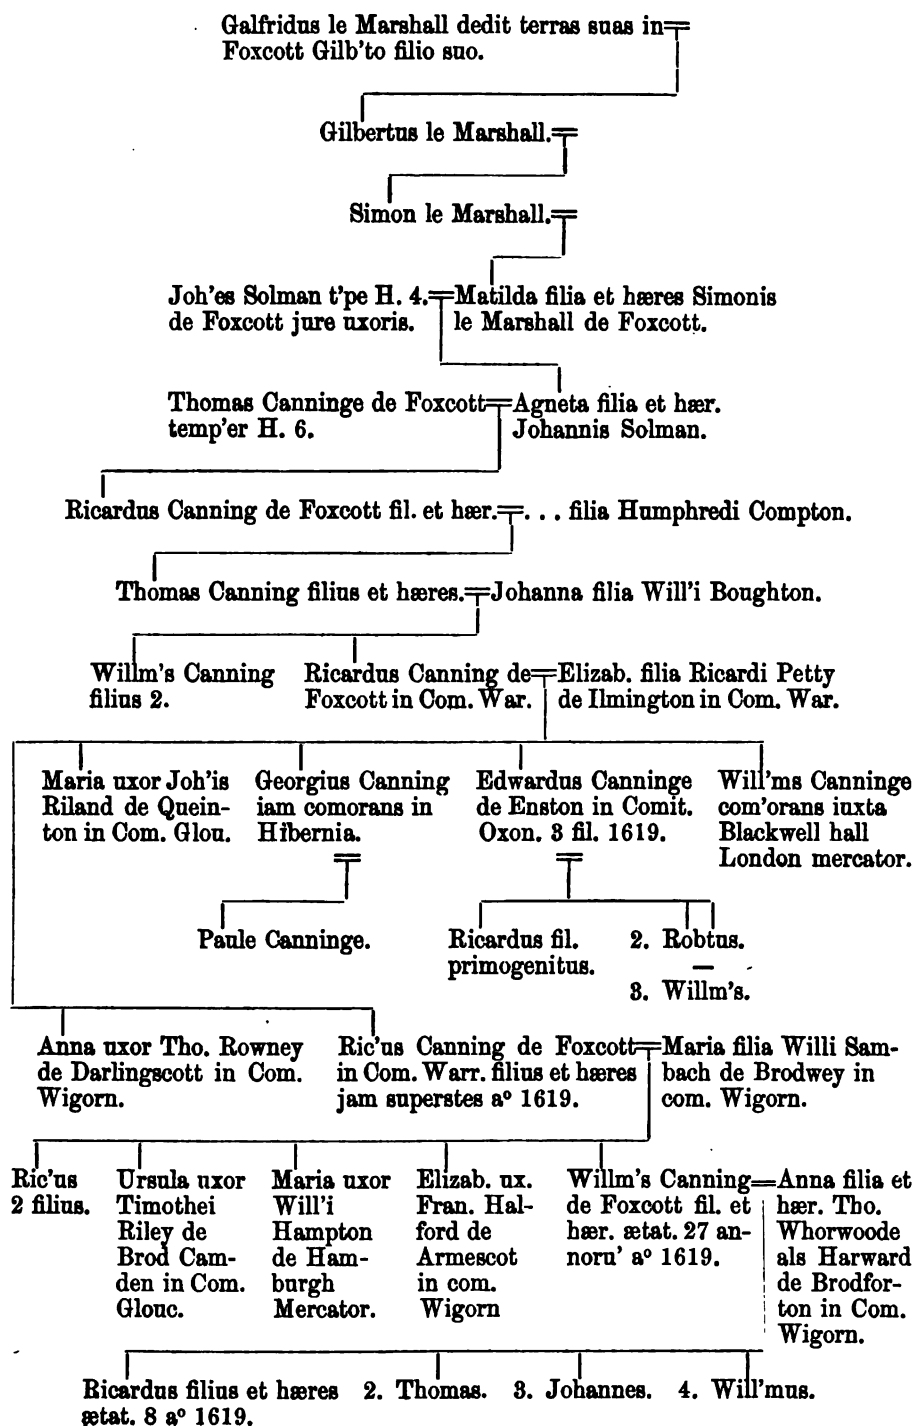 Galfridus le Marshall dedit terras suas in
Foxcott Gilb'to filio suo.
Gilbertus le Marshall.
Simon le Marshall.
Joh'es Solman t'pe H. 4.
de Foxcott jure uxoris.
Matilda filia et hæres Simonis
le Marshall de Foxcott.
Thomas Canninge de Foxcott
temp'er H. 6.
Agneta filia et hær.
Johannis Solman.
Ricardus Canning de Foxcott fil. et hær.
. . . filia Humphredi Compton.
Thomas Canning filius et hæres.
Johanna filia Will'i Boughton.
Willm's Canning
filius 2.
Ricardus Canning de
Foxcott in Com. War.
Elizab. filia Ricardi Petty
de Ilmington in Com. War.
Maria uxor Joh'is
Riland de Quein-
ton in Com. Glou.
Georgius Canning
iam comorans in
Hibernia.
Edwardus Canninge
de Enston in Comit.
Oxon. 3 fil. 1619.
Will'ms Canninge
com'orans iuxta
Blackwell hall
London mercator.
Paule Canninge.
Ricardus fil.
primogenitus.
2. Robtus.
3. Willm's.
Anna uxor Tho. Rowney
de Darlingscott in Com.
Wigorn.
Ric'us Canning de Foxcott
in Com. Warr. filius et hæres
jam superstes aº 1619.
Maria filia Willi Sam-
bach de Brodwey in
com. Wigorn.
Ric'us
2 filius.
Ursula uxor
Timothei
Riley de
Brod Cam-
den in Com.
Glouc.
Maria uxor
Will'i
Hampton
de Ham-
burgh
Mercator.
Elizab. ux.
Fran. Hal-
ford de
Armescot
in com.
Wigorn
Willm's Canning
de Foxcott fil. et
hær. ætat. 27 an-
noru' aº 1619.
Anna filia et
hær. Tho.
Whorwoode
als Harward
de Brodfor-
ton in Com.
Wigorn.
Ricardus filius et hæres
ætat. 8 aº 1619.
2. Thomas.
3. Johannes.
4. Will'mus.